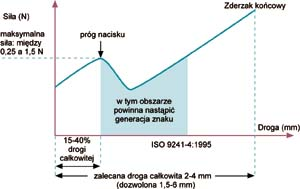 Siła (N)
Zderzak końcowy
maksymalna
siła: między
0,25 a 1,5 N
próg nacisku
w tym obszarze
powinna nastąpić
generacja znaku
Droga (mm)
15-40%
drogi
całkowitej
ISO 9241-4:1995
zalecana droga całkowita 2-4 mm
(dozwolona 1,5-6 mm)